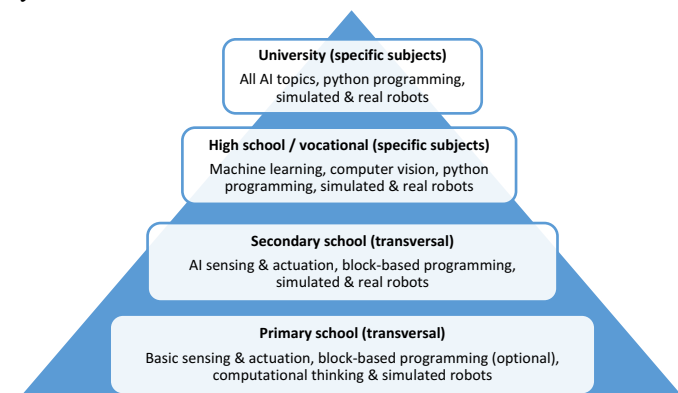 University (specific subjects)
All AI topics, python programming,
simulated & real robots
High school / vocational (specific subjects)
Machine learning, computer vision, python
programming, simulated & real robots
Secondary school (transversal)
AI sensing & actuation, block-based programming,
simulated & real robots
Primary school (transversal)
Basic sensing & actuation, block-based programming (optional),
computational thinking & simulated robots